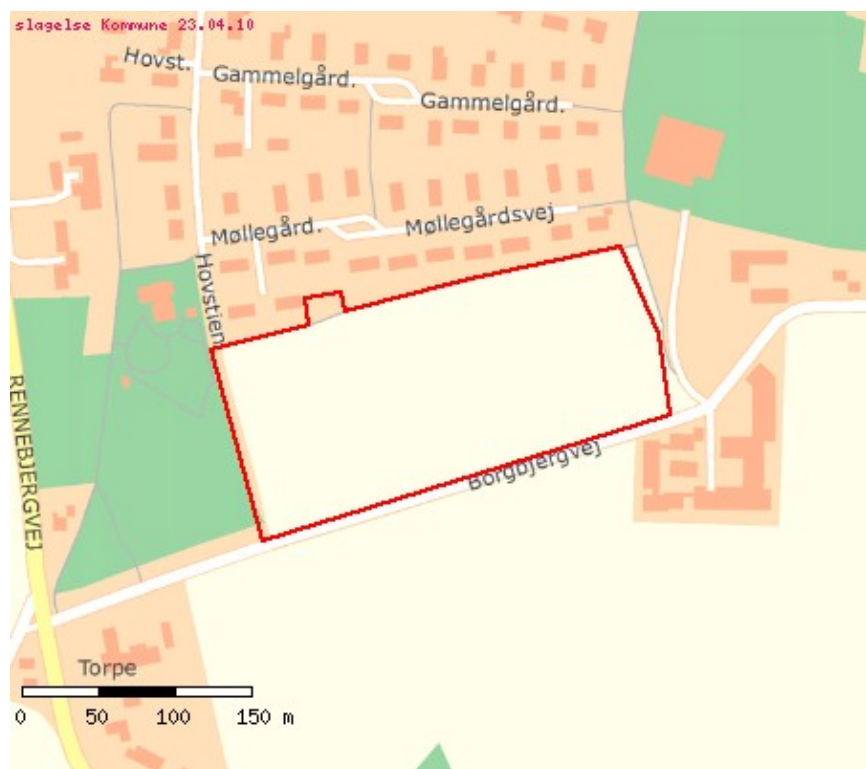 slagelse Kommune 23.04.10
Hovst.
Gammelgård.
Gammelgård.
Møllegård.
Møllegårdsvej
Hovstien
RENNEBJERGVEJ
Borgbjergvej
Torpe
0 50 100 150 m